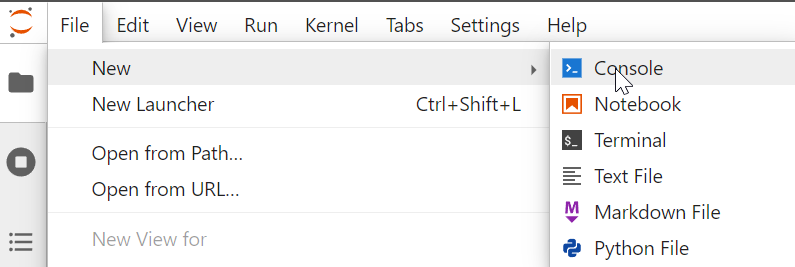 File Edit View Run Kernel Tabs Settings Help
New
New Launcher Ctrl+Shift+L
Open from Path...
Open from URL...
New View for
Console
Notebook
$_ Terminal
Text File
M Markdown File
Python File